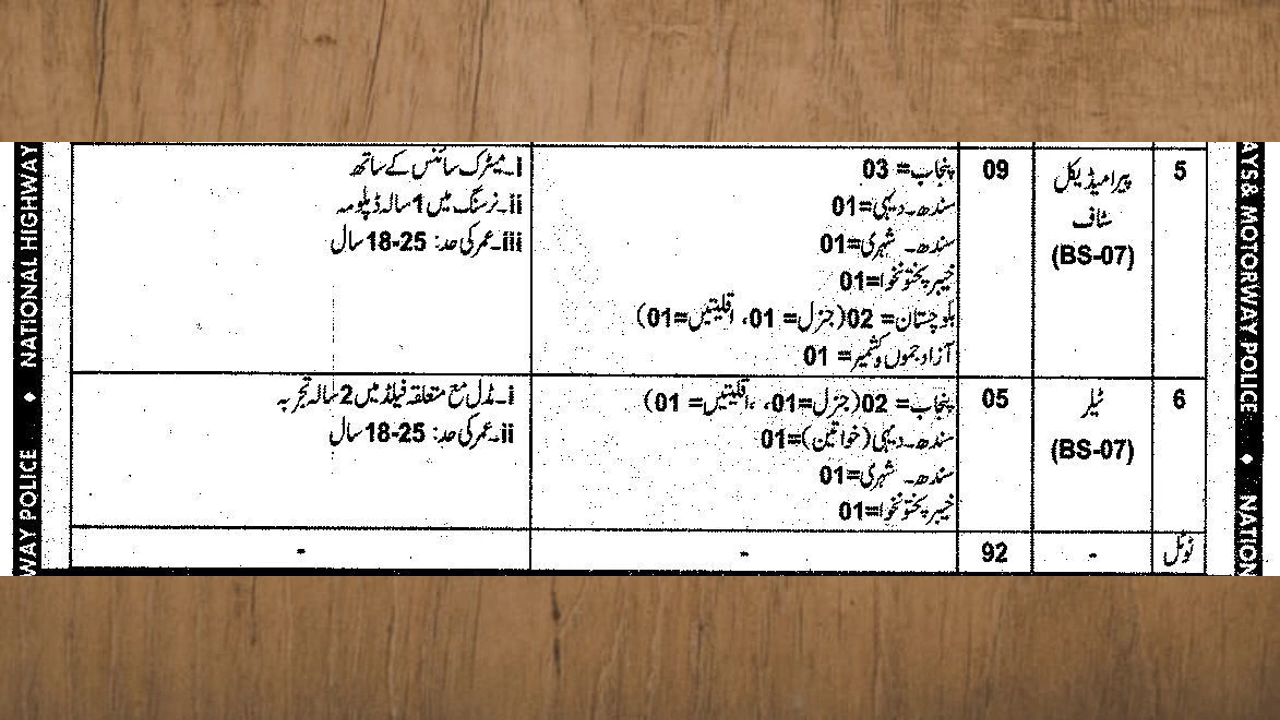 5
پیرامیڈیکل
سٹاف
(BS-07)
09
پنجاب= 03
سندھ۔دیہی=01
سندھ۔ شہری=01
خیبر پختونخوا=01
بلوچستان= 02(جنرل= 01، اقلیتیں=01)
آزاد جموں و کشمیر= 01
i۔میٹرک سائنس کے ساتھ
ii۔نرسنگ میں 1 سالہ ڈپلومہ
iii۔عمر کی حد: 18-25 سال
6
ٹیلر
(BS-07)
05
پنجاب= 02(جنرل=01، ،اقلیتیں= 01)
سندھ۔دیہی(خواتین)=01
سندھ۔ شہری=01
خیبر پختونخوا=01
i۔مڈل مع متعلقہ فیلڈ میں 2 سالہ تجربہ
ii۔عمر کی حد: 18-25 سال
ٹوٹل
-
92
-
-
WAY POLICE ♦ NATIONAL HIGHWAY
AYS & MOTORWAY POLICE ♦ NATION